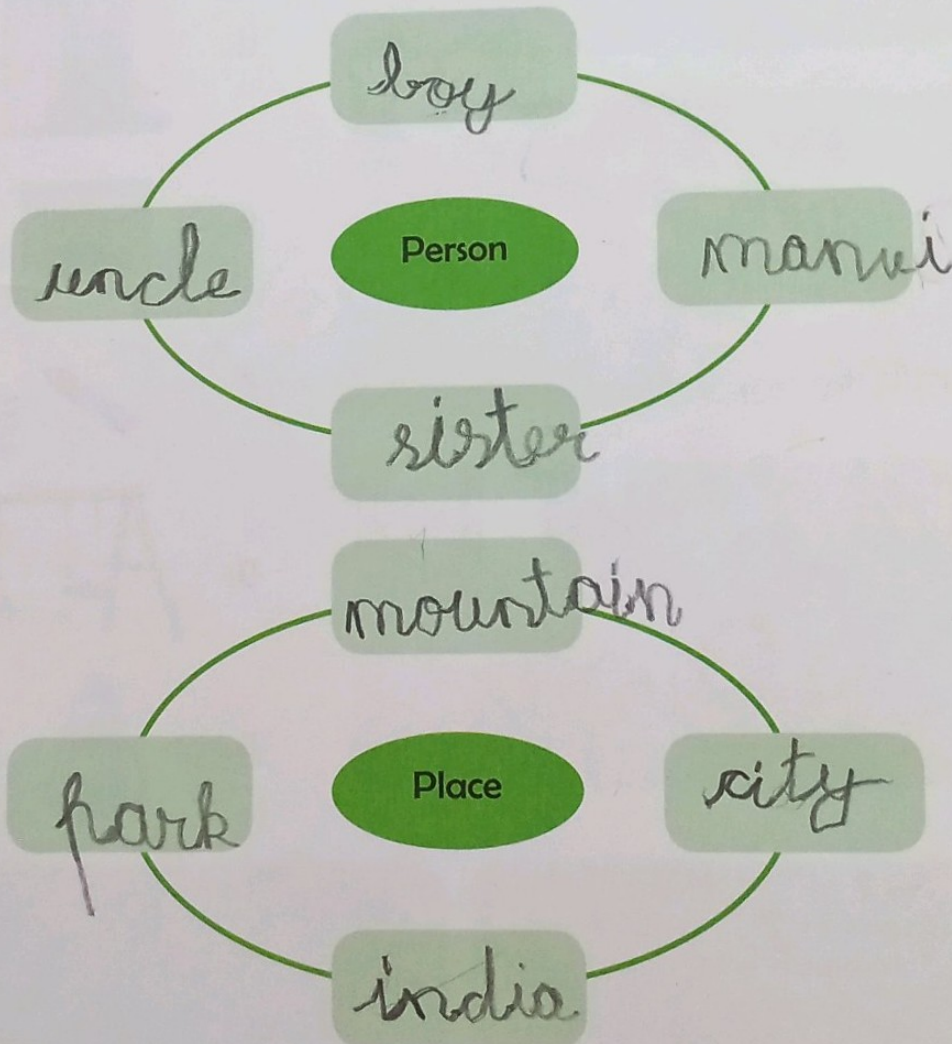 boy
uncle
Person
manvi
sister
mountain
park
Place
city
india